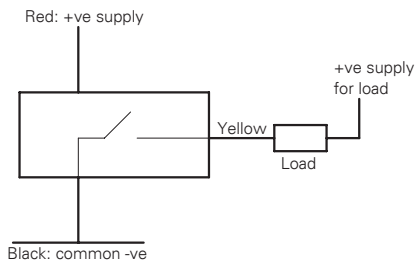 Red: +ve supply
+ve supply
for load
Yellow
Load
Black: common -ve